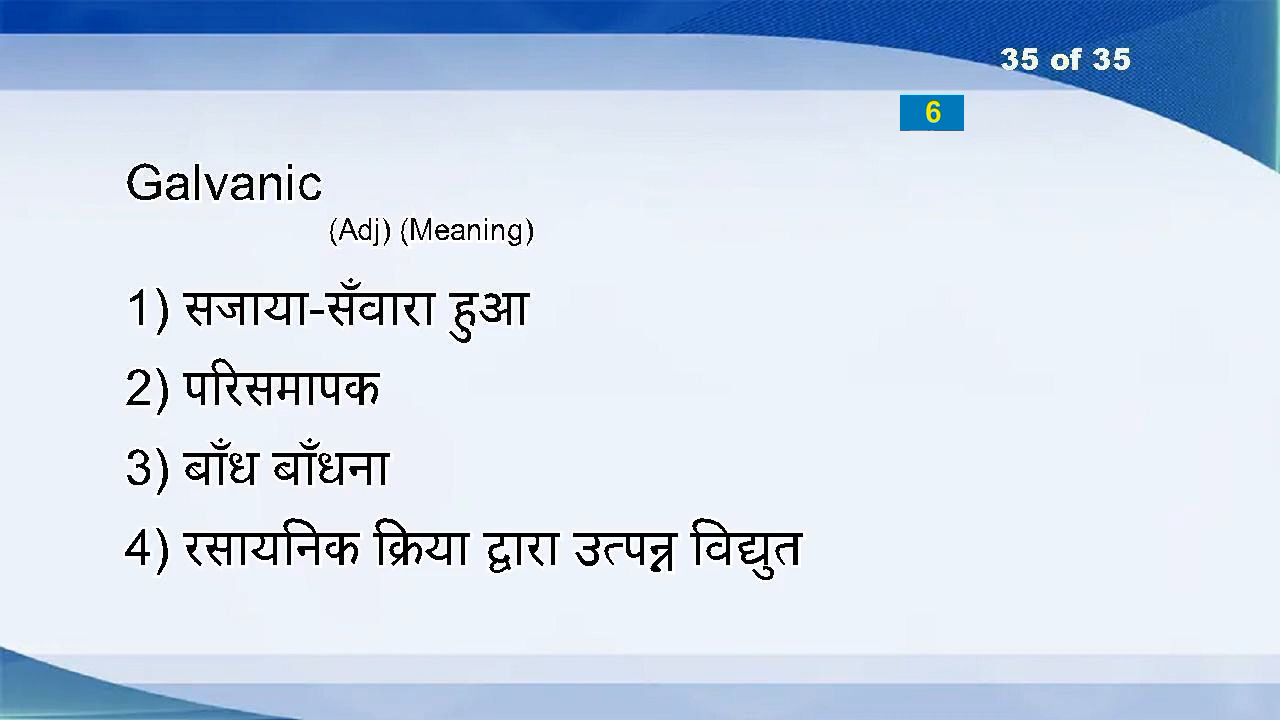 35 of 35
6
Galvanic
(Adj) (Meaning)
1) सजाया-सँवारा हुआ
2) परिसमापक
3) बाँध बाँधना
4) रसायनिक क्रिया द्वारा उत्पन्न विद्युत